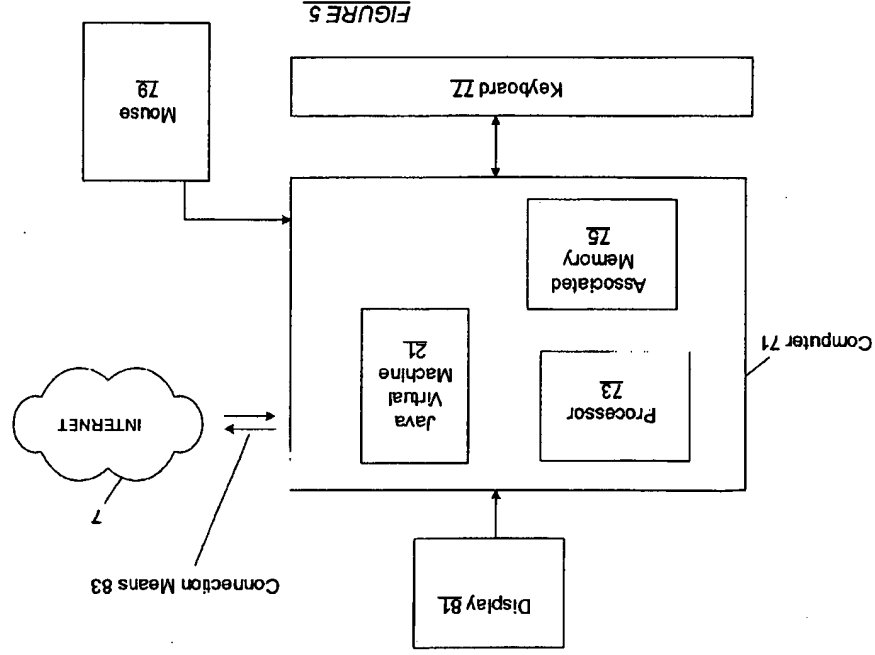 Display 81
Connection Means 83
7
INTERNET
Java
Virtual
Machine
21
Processor
73
Computer 71
Associated
Memory
75
Mouse
79
Keyboard 77
FIGURE 5